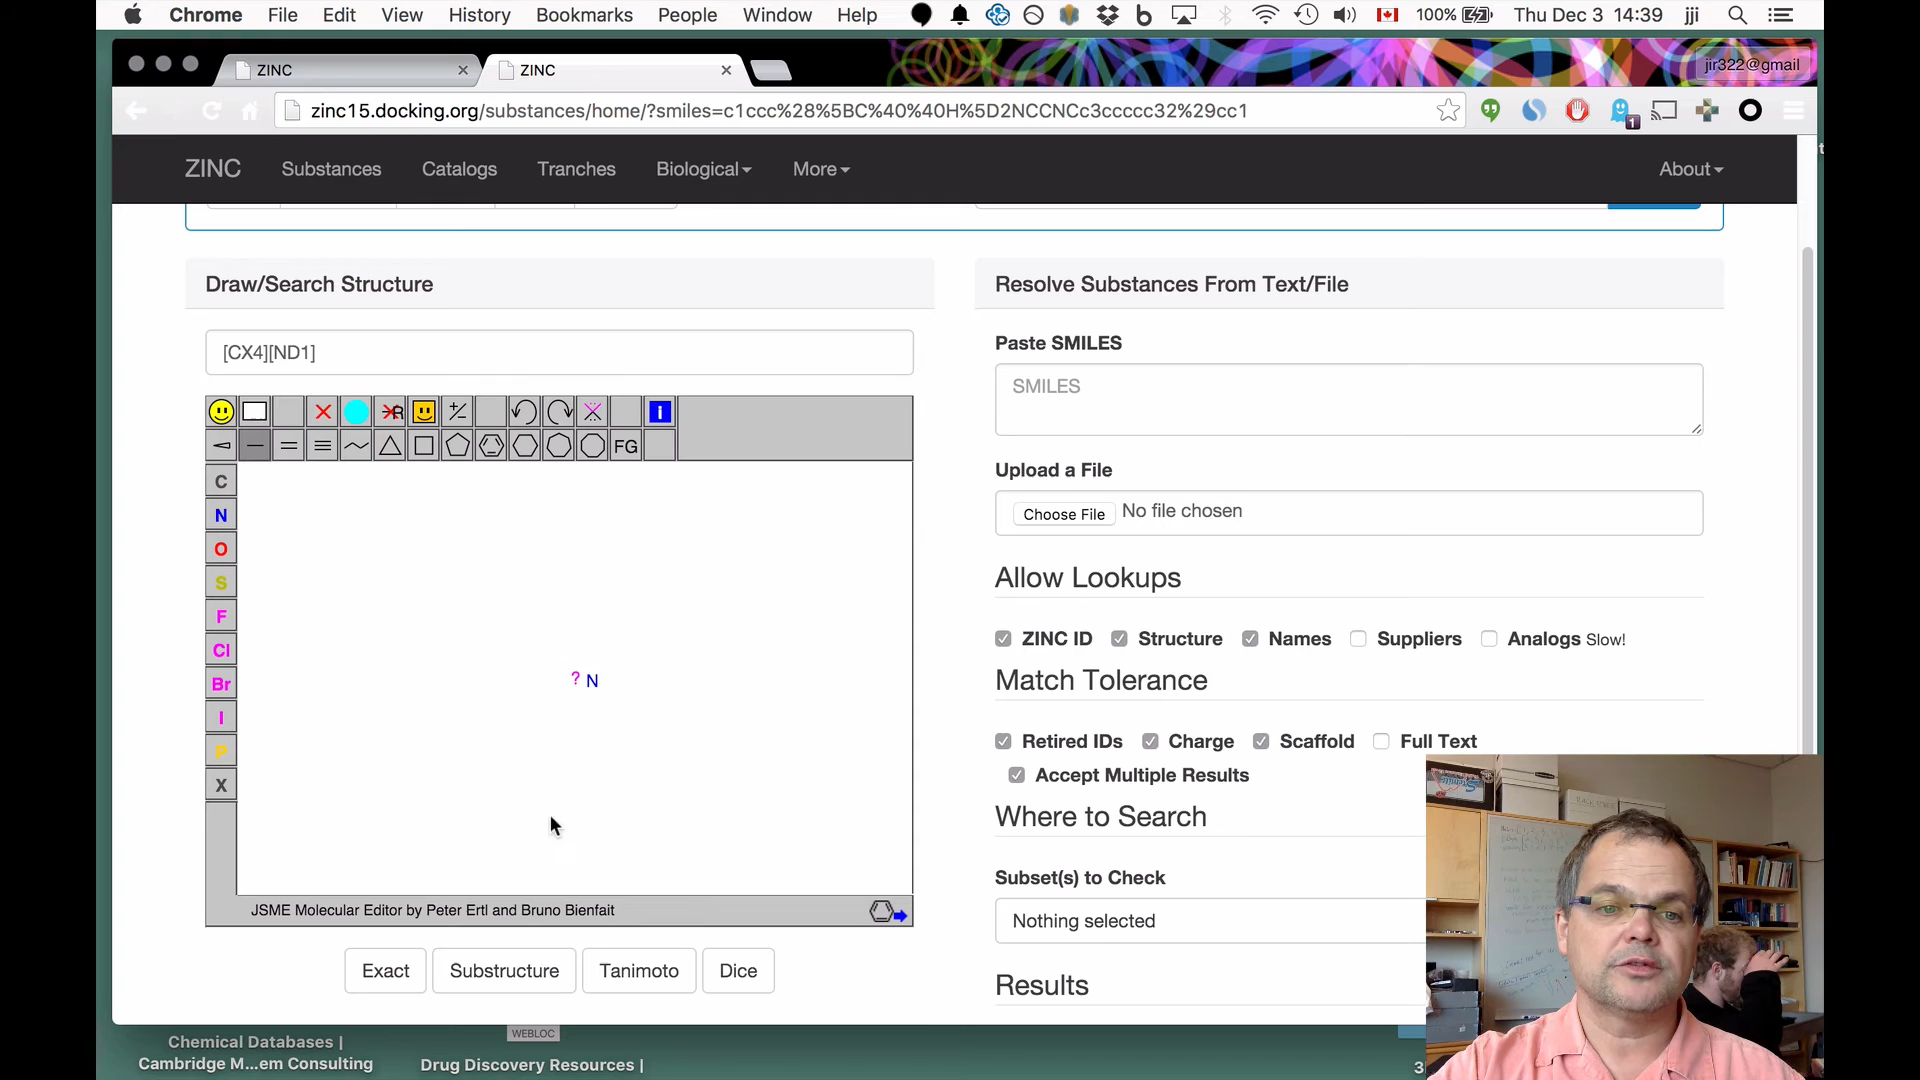 Chrome File Edit View History Bookmarks People Window Help 100% Thu Dec 3 14:39 jji
ZINC ZINC jir322@gmail
zinc15.docking.org/substances/home/?smiles=c1ccc%28%5BC%40%40H%5D2NCCNCc3ccccc32%29cc1 1
ZINC Substances Catalogs Tranches Biological More About
Draw/Search Structure
[CX4][ND1]
R +/- i
FG
C
N
O
S
F
Cl
Br
I
P
X
? N
JSME Molecular Editor by Peter Ertl and Bruno Bienfait
Exact Substructure Tanimoto Dice
Resolve Substances From Text/File
Paste SMILES
SMILES
Upload a File
Choose File No file chosen
Allow Lookups
ZINC ID Structure Names Suppliers Analogs Slow!
Match Tolerance
Retired IDs Charge Scaffold Full Text
Accept Multiple Results
Where to Search
Subset(s) to Check
Nothing selected
Results
Chemical Databases |
Cambridge M...em Consulting
WEBLOC
Drug Discovery Resources |
3